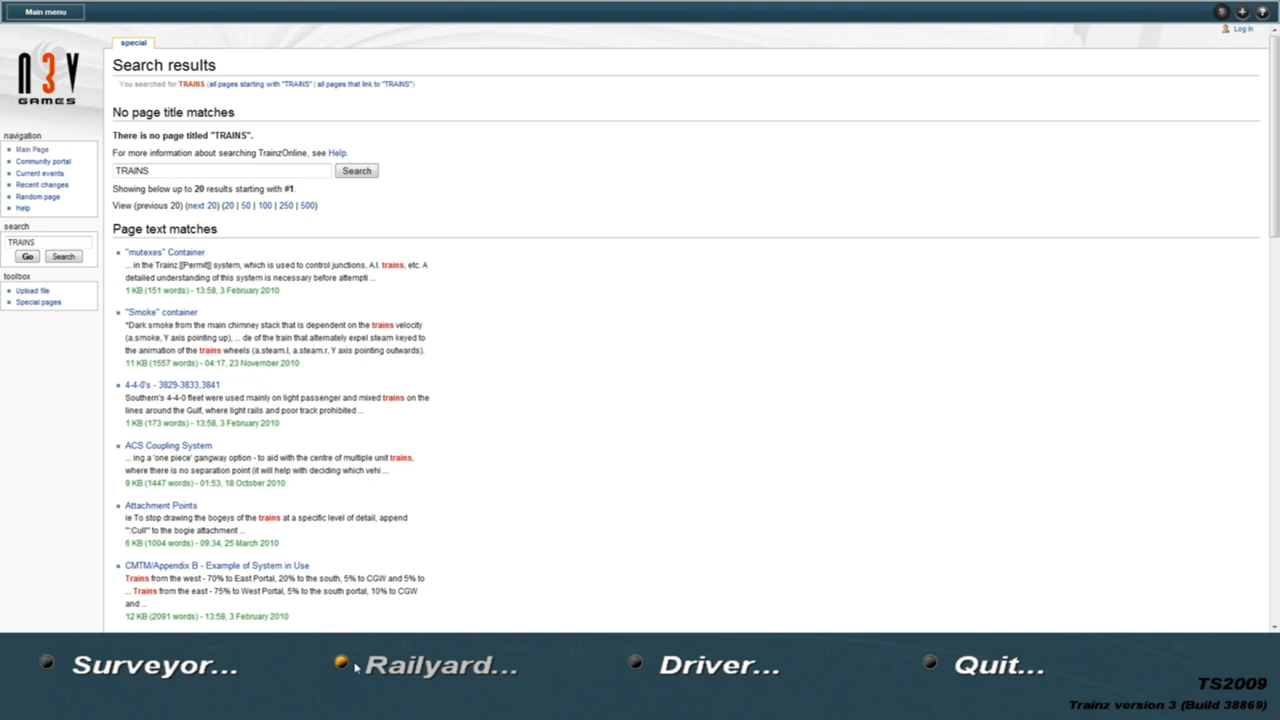 Main menu
?
Log in
special
N3V
GAMES
Search results
You searched for TRAINS (all pages starting with "TRAINS" | all pages that link to "TRAINS")
No page title matches
There is no page titled "TRAINS".
For more information about searching TrainzOnline, see Help.
TRAINS Search
Showing below up to 20 results starting with #1.
View (previous 20) (next 20) (20 | 50 | 100 | 250 | 500)
Page text matches
"mutexes" Container
... in the Trainz [[Permit]] system, which is used to control junctions, A.I. trains, etc. A
detailed understanding of this system is necessary before attempti ...
1 KB (151 words) - 13:58, 3 February 2010
"Smoke" container
*Dark smoke from the main chimney stack that is dependent on the trains velocity
(a.smoke, Y axis pointing up), ... de of the train that alternately expel steam keyed to
the animation of the trains wheels (a.steam.l, a.steam.r, Y axis pointing outwards).
11 KB (1557 words) - 04:17, 23 November 2010
4-4-0's - 3829-3833,3841
Southern's 4-4-0 fleet were used mainly on light passenger and mixed trains on the
lines around the Gulf, where light rails and poor track prohibited ...
1 KB (173 words) - 13:58, 3 February 2010
ACS Coupling System
... ing a 'one piece' gangway option - to aid with the centre of multiple unit trains,
where there is no separation point (it will help with deciding which vehi ...
9 KB (1447 words) - 01:53, 18 October 2010
Attachment Points
ie To stop drawing the bogeys of the trains at a specific level of detail, append
":Cull" to the bogie attachment ...
6 KB (1004 words) - 09:34, 25 March 2010
CMTM/Appendix B - Example of System in Use
Trains from the west - 70% to East Portal, 20% to the south, 5% to CGW and 5% to
... Trains from the east - 75% to West Portal, 5% to the south portal, 10% to CGW
and ...
12 KB (2091 words) - 13:58, 3 February 2010
navigation
Main Page
Community portal
Current events
Recent changes
Random page
Help
search
TRAINS
Go Search
toolbox
Upload file
Special pages
Surveyor... Railyard... Driver... Quit...
TS2009
Trainz version 3 (Build 38869)